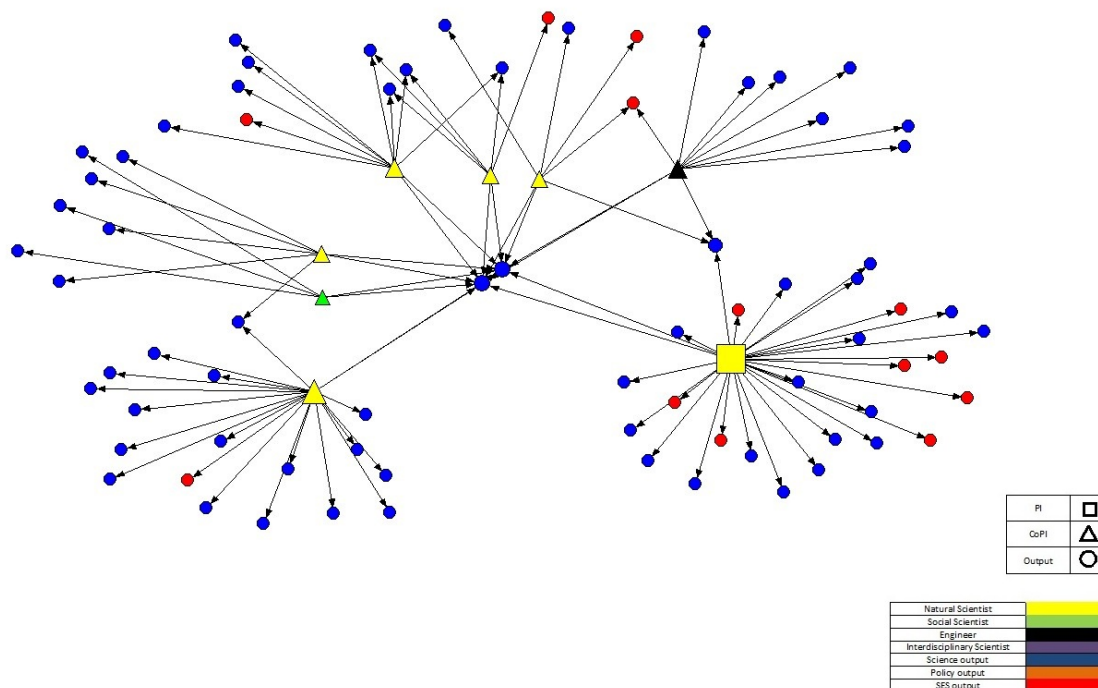 PI
CoPI
Output
Natural Scientist
Social Scientist
Engineer
Interdisciplinary Scientist
Science output
Policy output
SES output